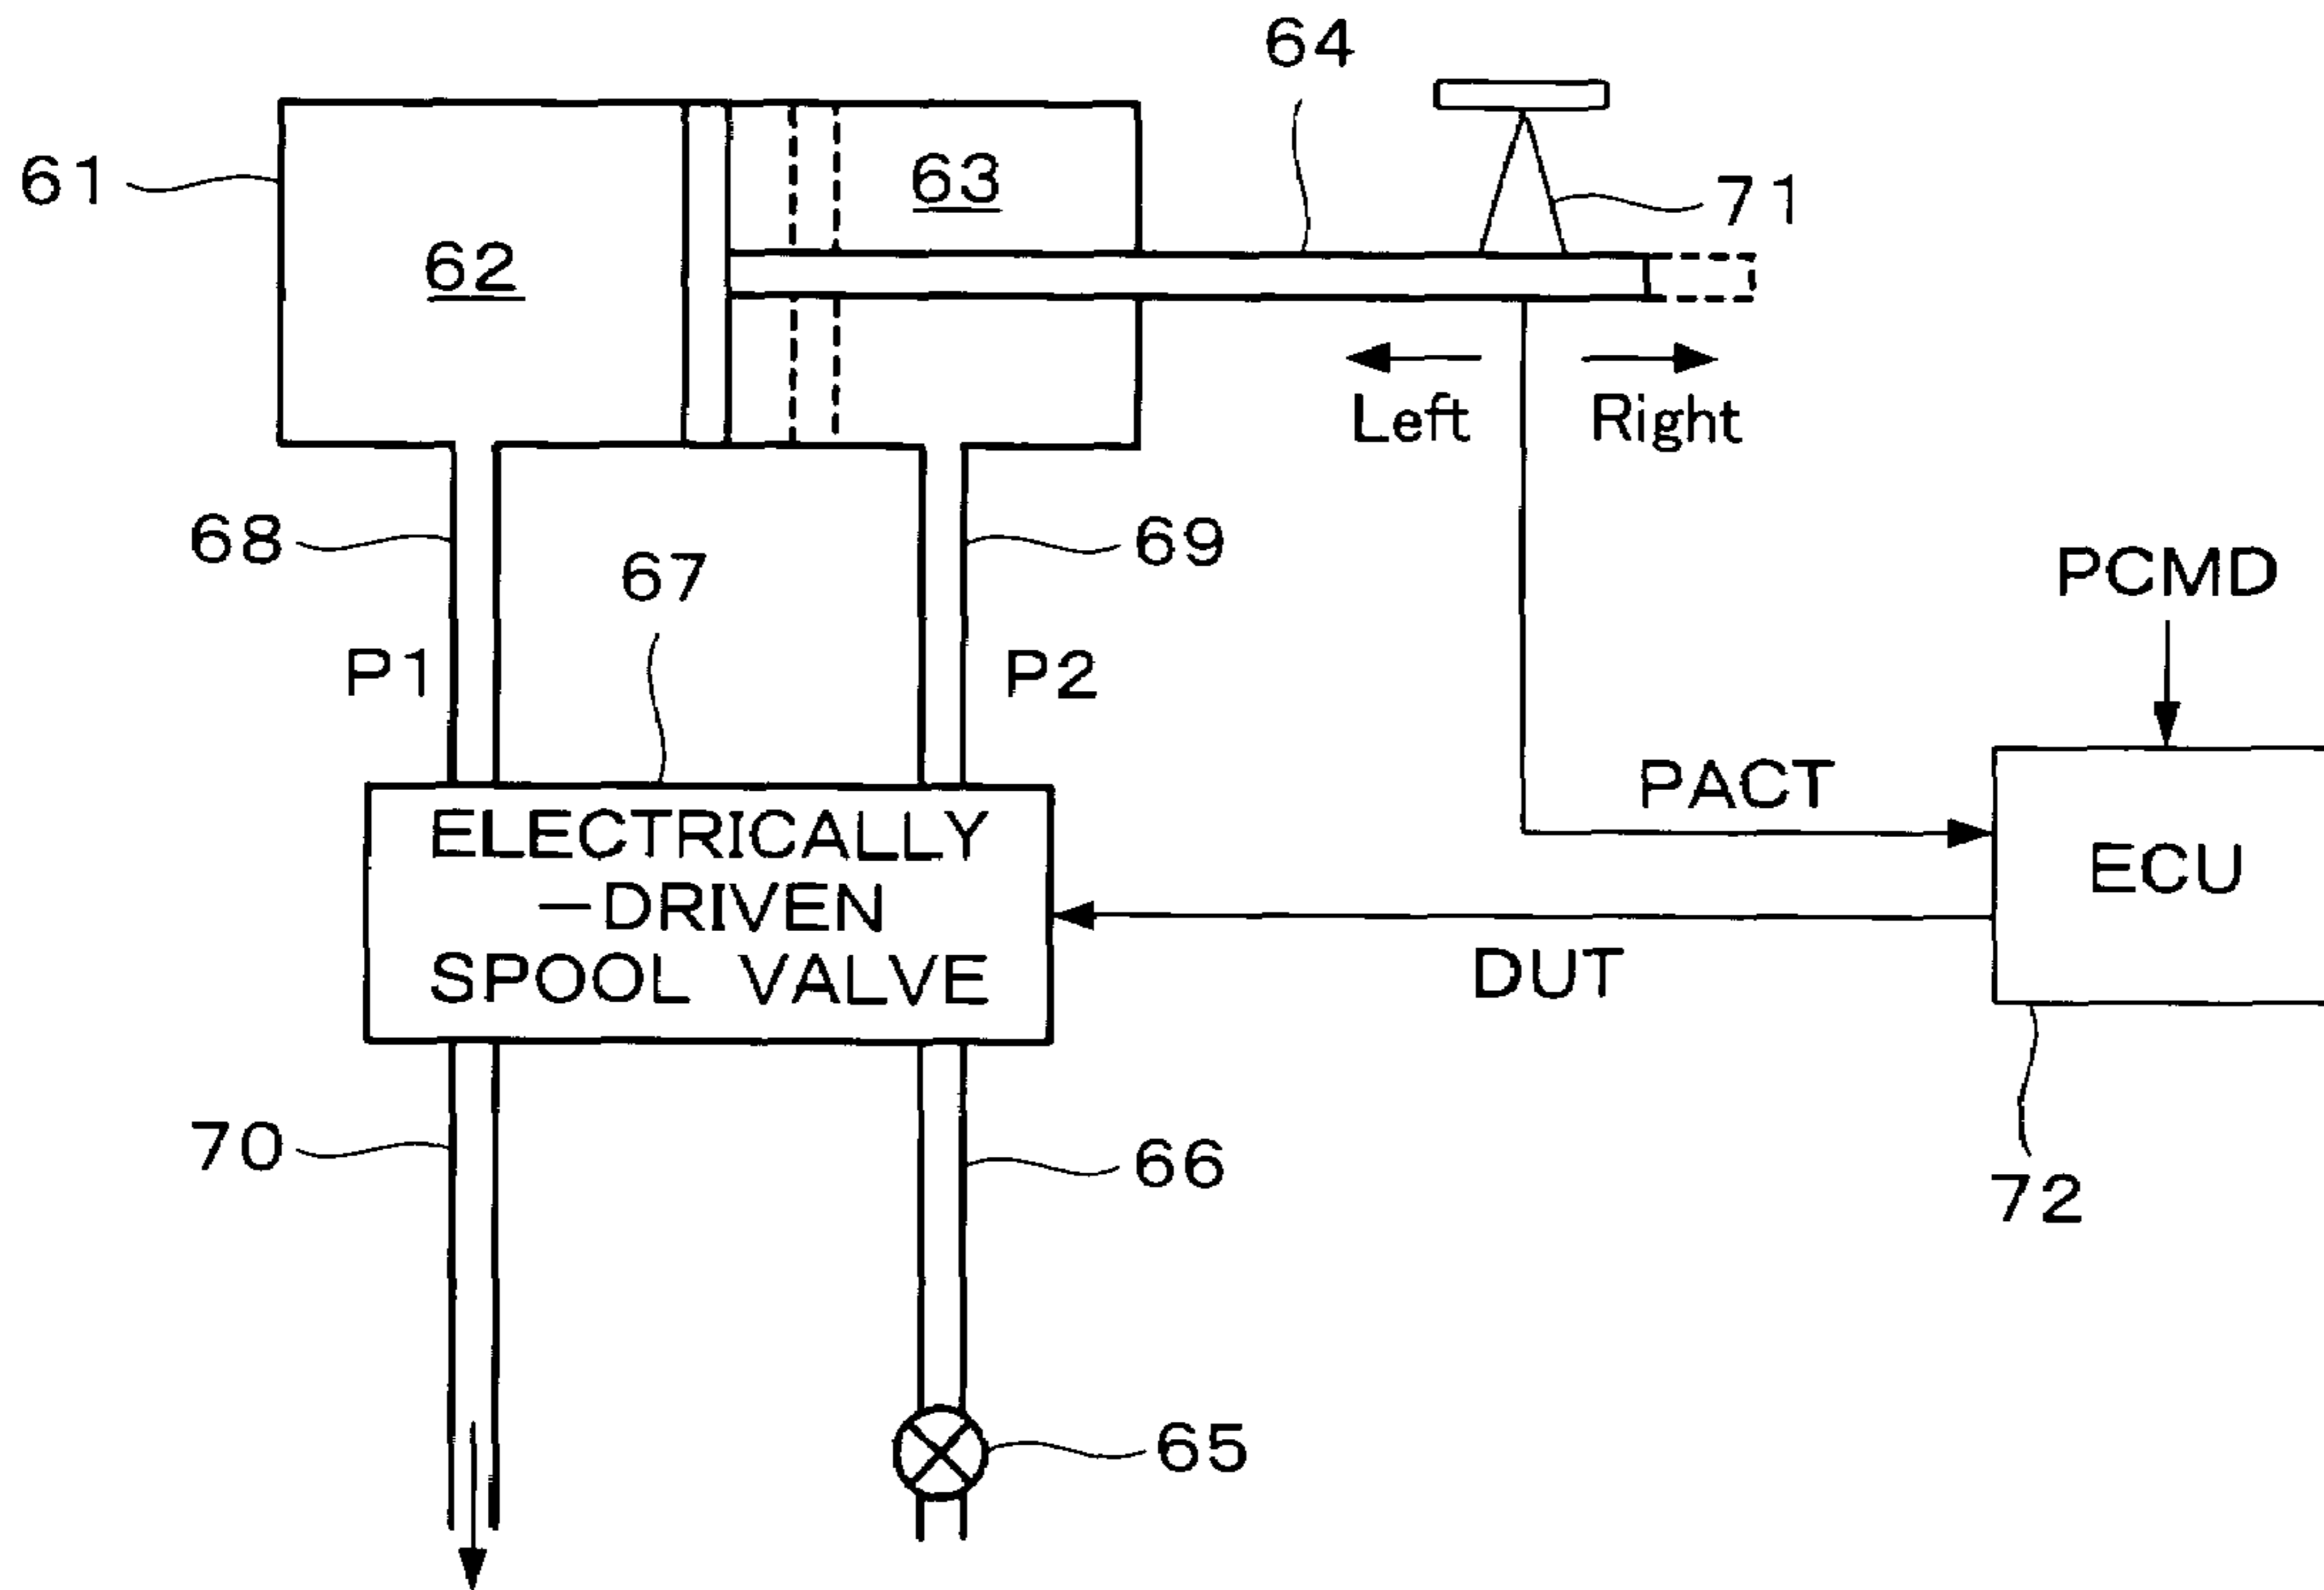 64
61
63
71
62
Left
Right
68
67
69
PCMD
P1
P2
PACT
ELECTRICALLY
-DRIVEN
SPOOL VALVE
ECU
DUT
70
66
72
65